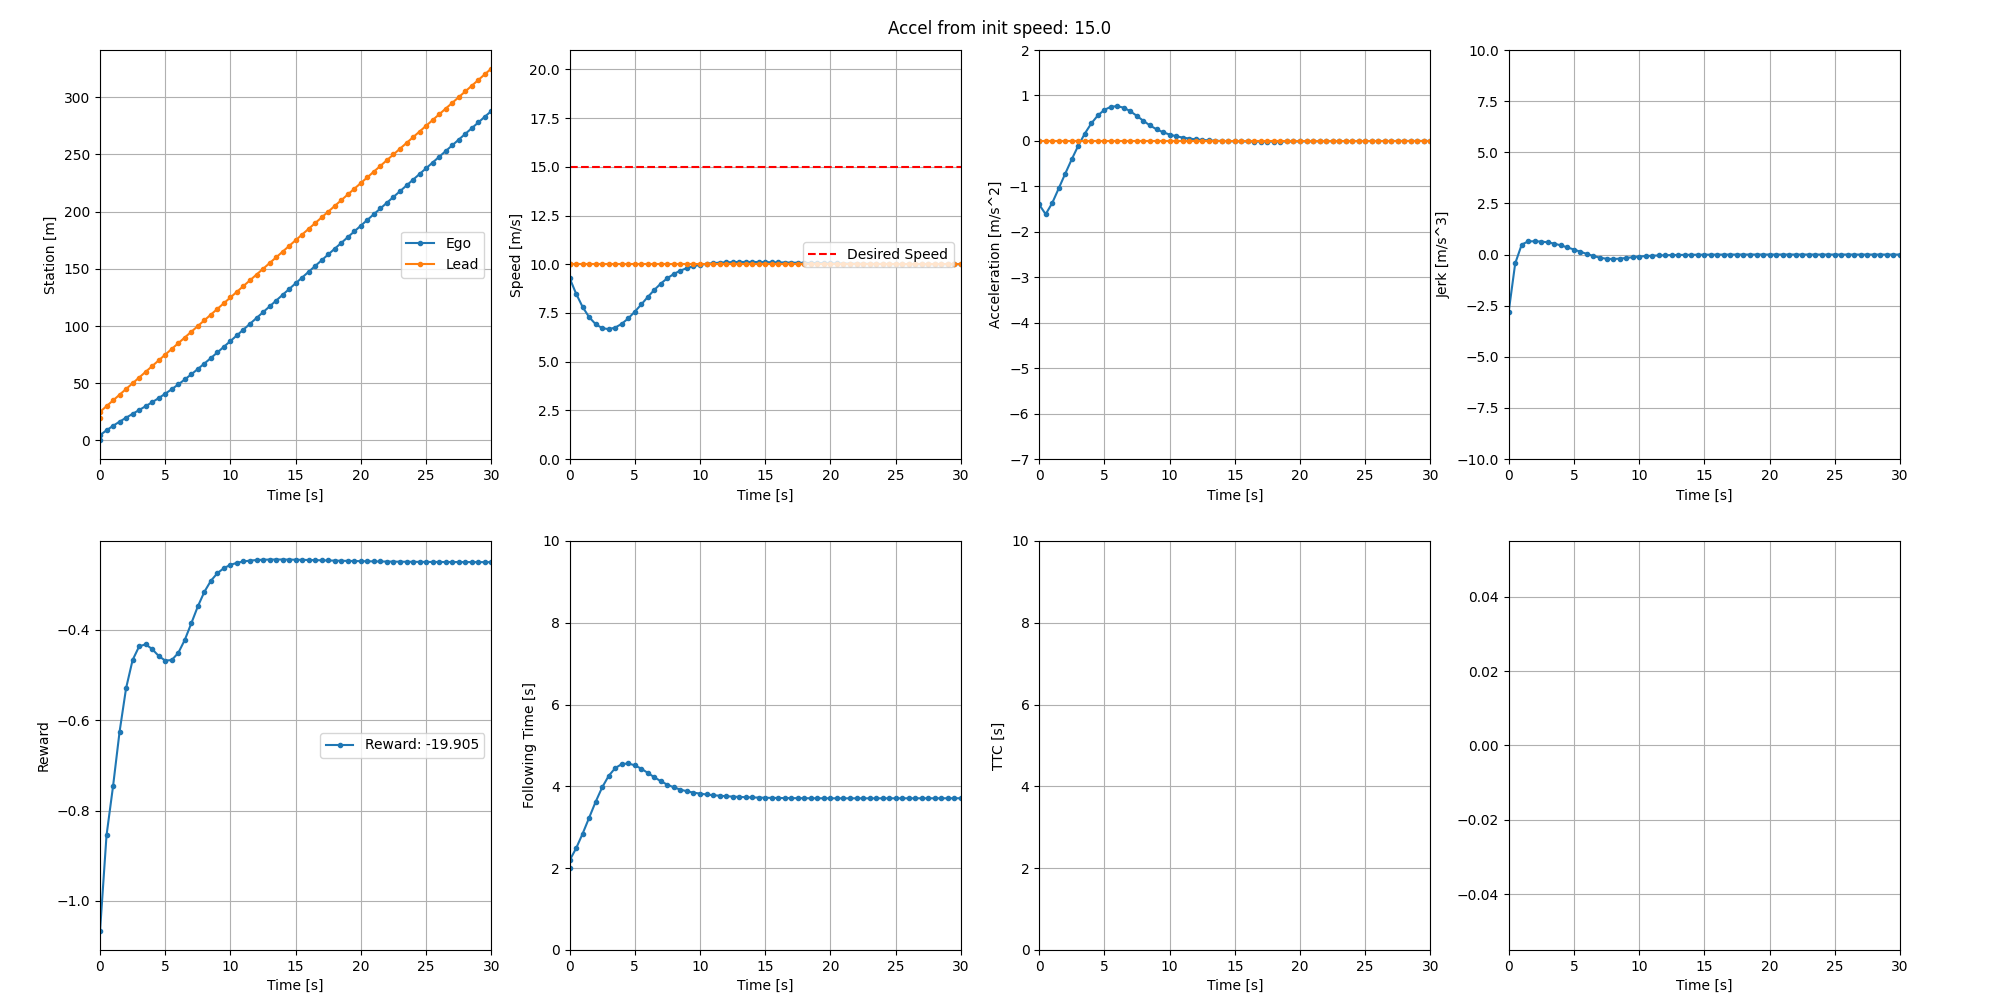 Accel from init speed: 15.0
Station [m]
300
250
200
150
100
50
0
Ego
Lead
0 5 10 15 20 25 30
Time [s]
Speed [m/s]
20.0
17.5
15.0
12.5
10.0
7.5
5.0
2.5
0.0
Desired Speed
0 5 10 15 20 25 30
Time [s]
Acceleration [m/s^2]
2
1
0
−1
−2
−3
−4
−5
−6
−7
0 5 10 15 20 25 30
Time [s]
Jerk [m/s^3]
10.0
7.5
5.0
2.5
0.0
−2.5
−5.0
−7.5
−10.0
0 5 10 15 20 25 30
Time [s]
Reward
−0.4
−0.6
−0.8
−1.0
Reward: -19.905
0 5 10 15 20 25 30
Time [s]
Following Time [s]
10
8
6
4
2
0
0 5 10 15 20 25 30
Time [s]
TTC [s]
10
8
6
4
2
0
0 5 10 15 20 25 30
Time [s]
0.04
0.02
0.00
−0.02
−0.04
0 5 10 15 20 25 30
Time [s]